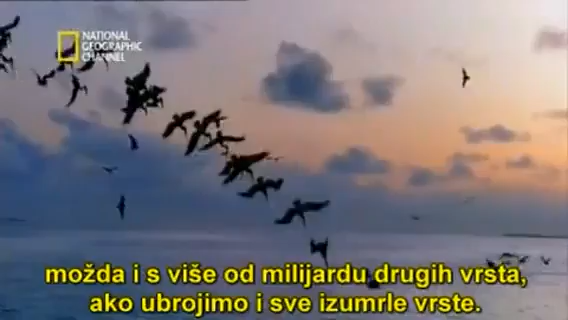 NATIONAL
GEOGRAPHIC
CHANNEL
možda i s više od milijardu drugih vrsta,
ako ubrojimo i sve izumrle vrste.